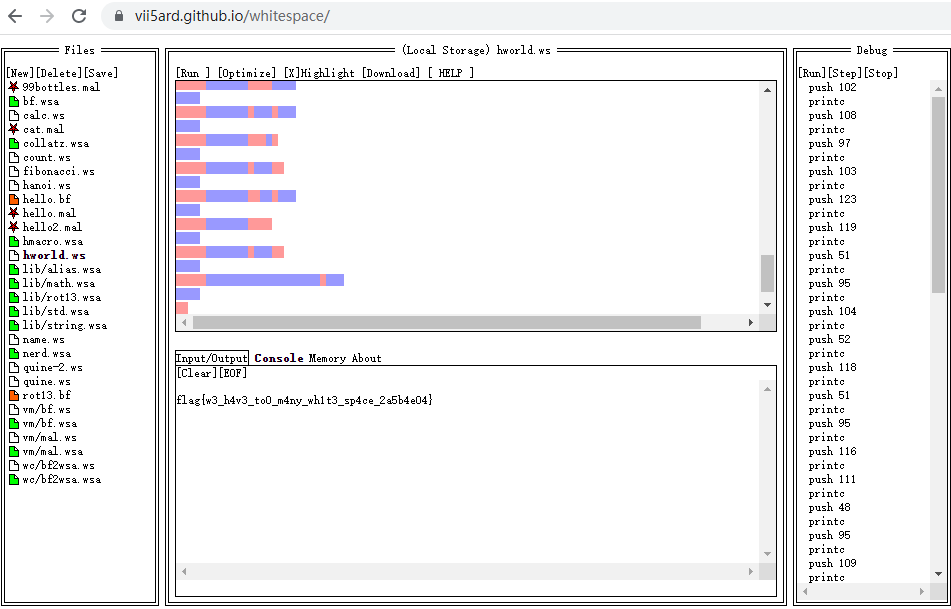 vii5ard.github.io/whitespace/
Files
[New][Delete][Save]
99bottles.mal
bf.wsa
calc.ws
cat.mal
collatz.wsa
count.ws
fibonacci.ws
hanoi.ws
hello.bf
hello.mal
hello2.mal
hmacro.wsa
hworld.ws
lib/alias.wsa
lib/math.wsa
lib/rot13.wsa
lib/std.wsa
lib/string.wsa
name.ws
nerd.wsa
quine-2.ws
quine.ws
rot13.bf
vm/bf.ws
vm/bf.wsa
vm/mal.ws
vm/mal.wsa
wc/bf2wsa.ws
wc/bf2wsa.wsa
(Local Storage) hworld.ws
[Run ] [Optimize] [X]Highlight [Download] [ HELP ]
Input/Output Console Memory About
[Clear][EOF]
flag{w3_h4v3_to0_m4ny_wh1t3_sp4ce_2a5b4e04}
Debug
[Run][Step][Stop]
push 102
printc
push 108
printc
push 97
printc
push 103
printc
push 123
printc
push 119
printc
push 51
printc
push 95
printc
push 104
printc
push 52
printc
push 118
printc
push 51
printc
push 95
printc
push 116
printc
push 111
printc
push 48
printc
push 95
printc
push 109
printc